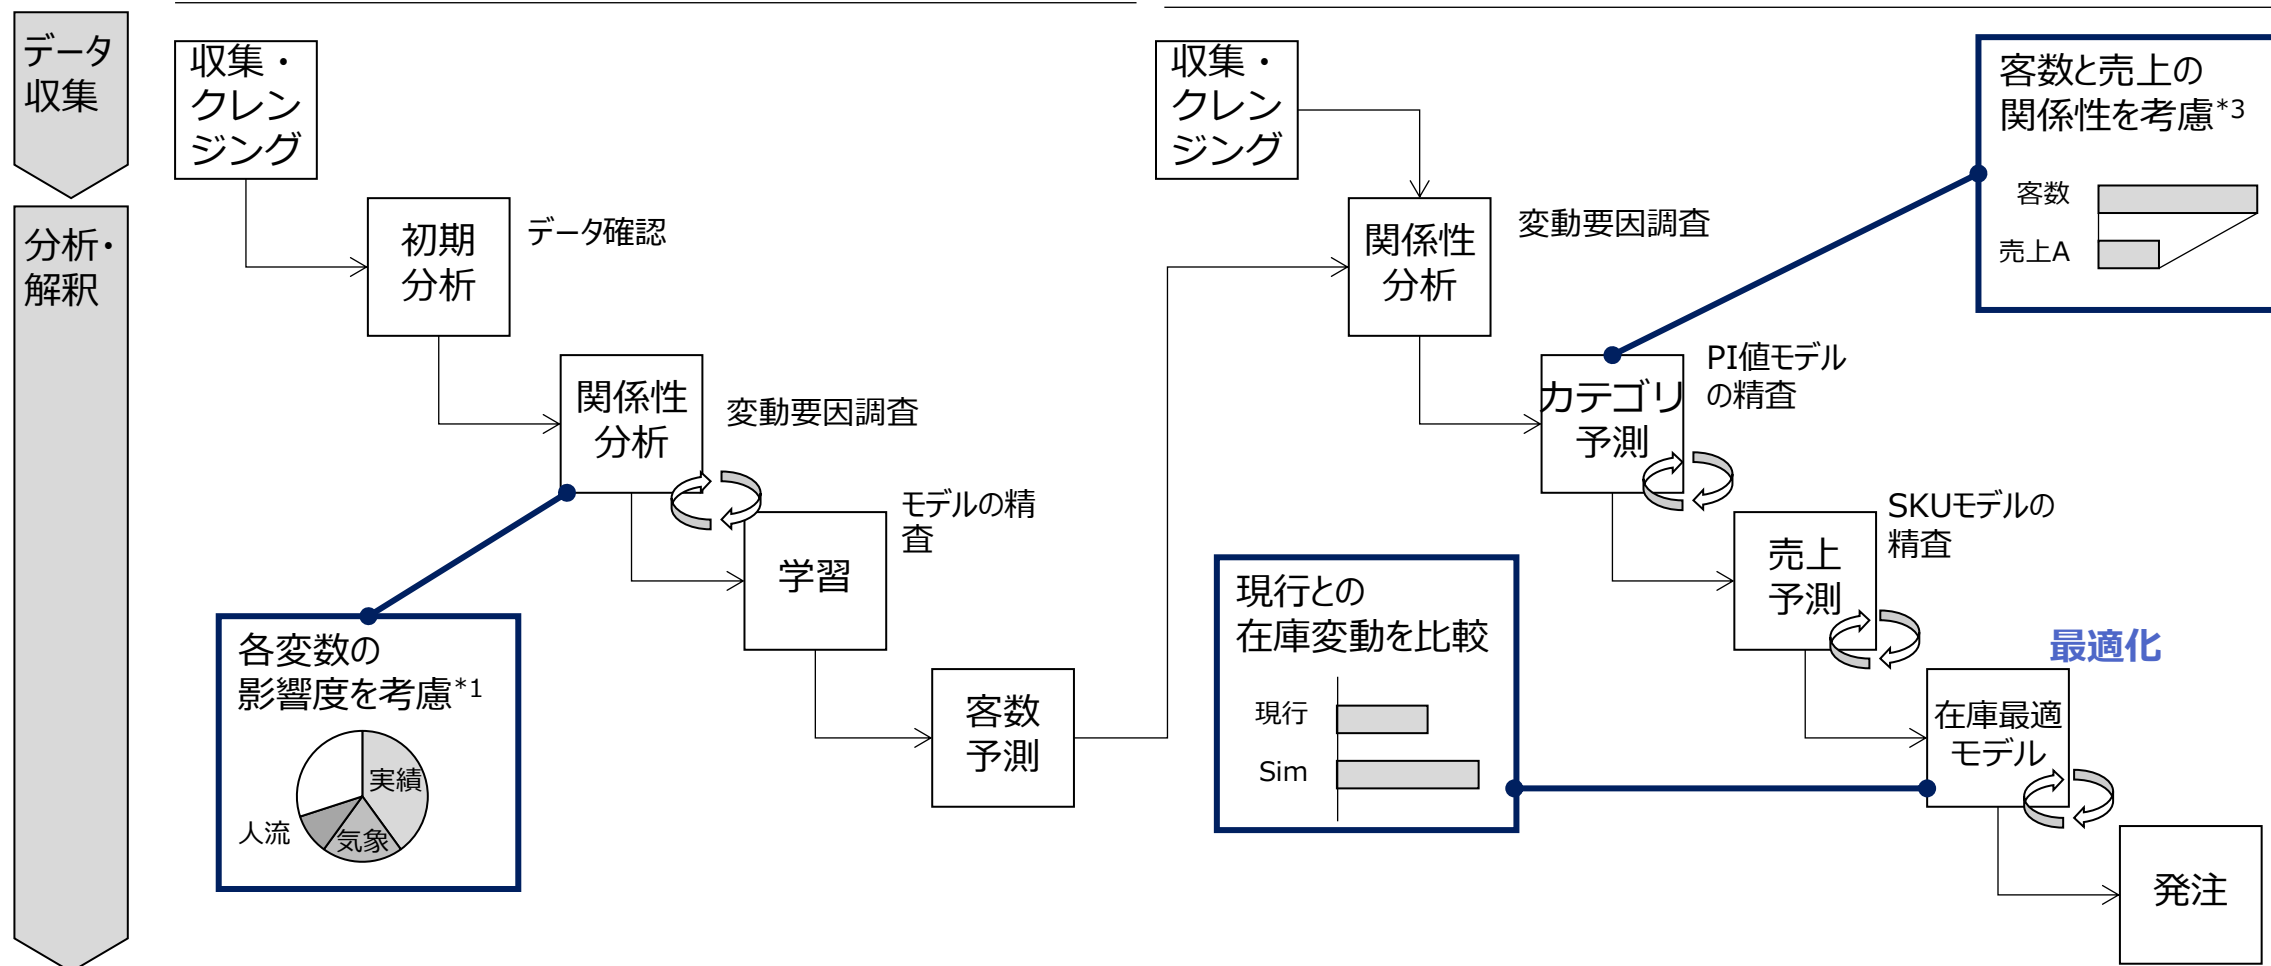 データ
収集
分析・
解釈
収集・
クレン
ジング
初期
分析
データ確認
関係性
分析
変動要因調査
学習
モデルの精
査
客数
予測
各変数の
影響度を考慮*1
実績
気象
人流
収集・
クレン
ジング
関係性
分析
変動要因調査
カテゴリ
予測
PI値モデル
の精査
売上
予測
SKUモデルの
精査
最適化
在庫最適
モデル
発注
客数と売上の
関係性を考慮*3
客数
売上A
現行との
在庫変動を比較
現行
Sim